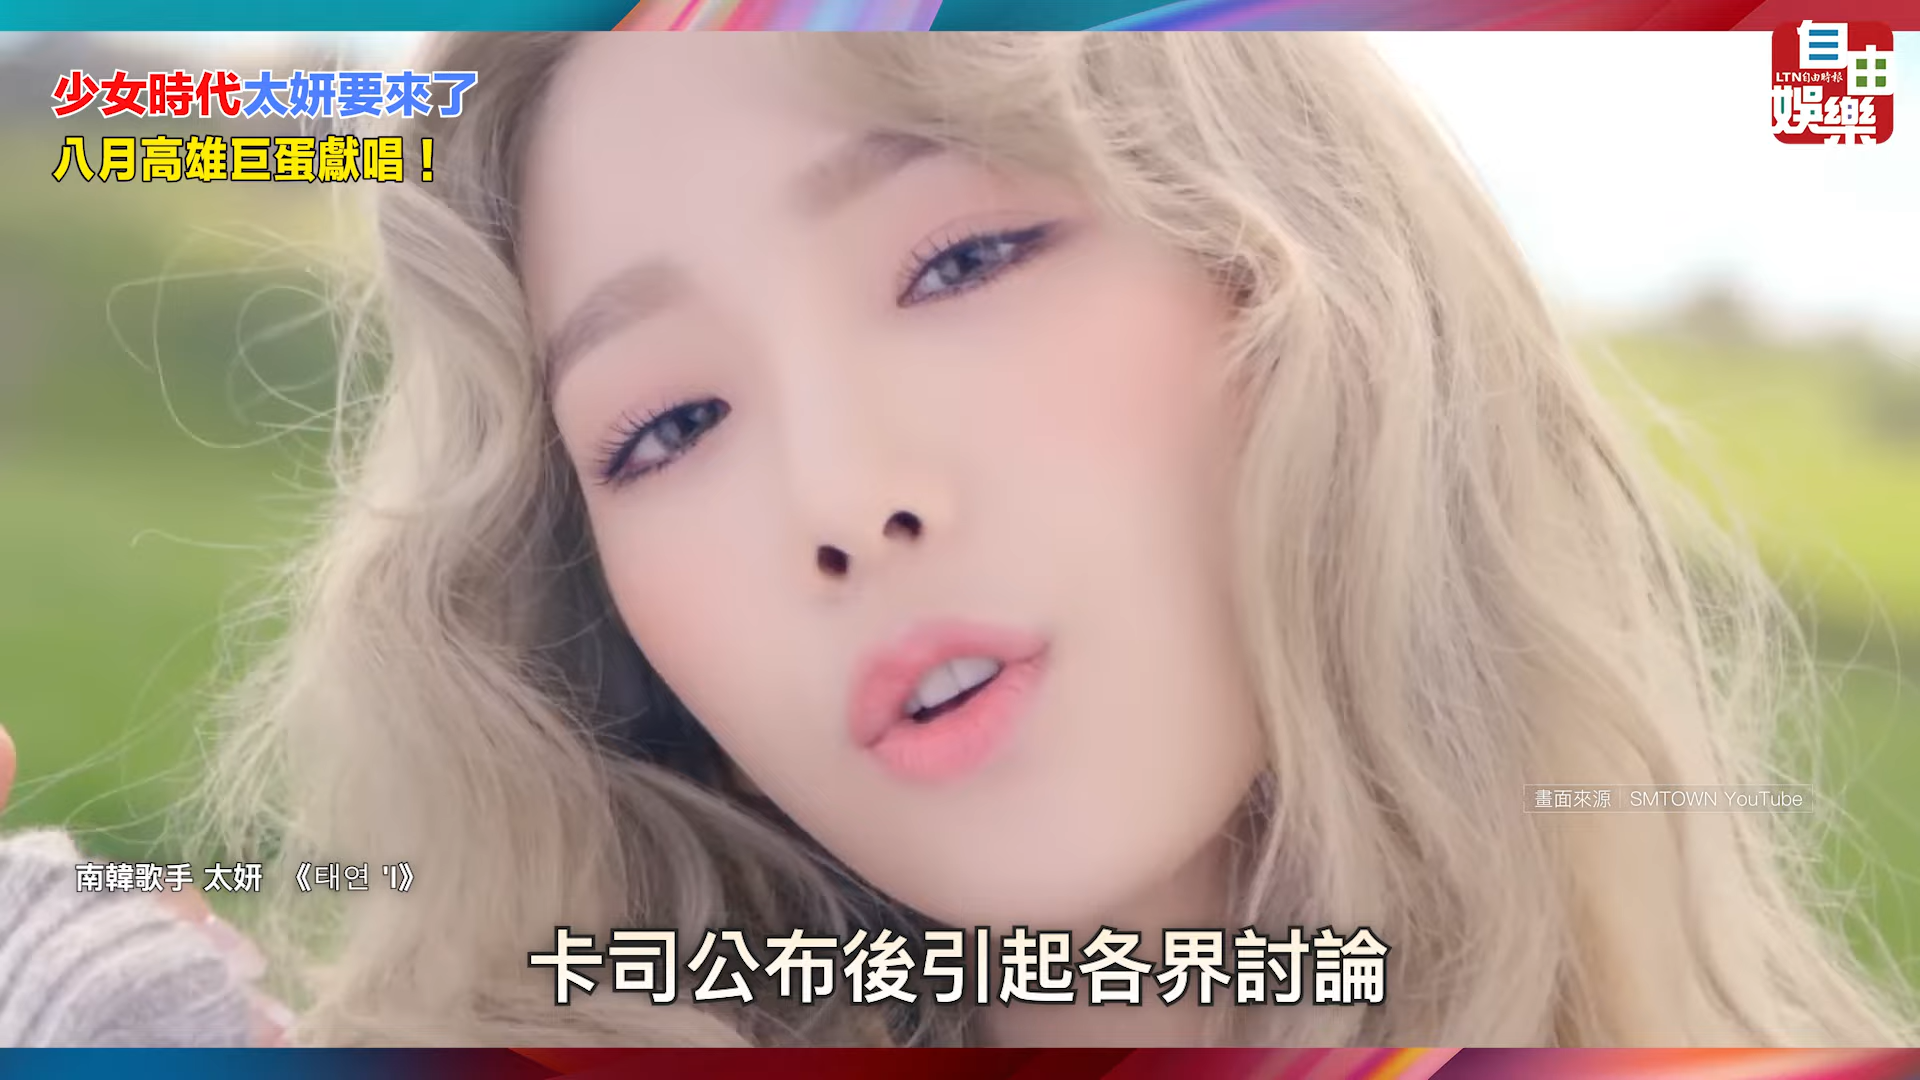 少女時代太妍要來了
八月高雄巨蛋獻唱！
自由
LTN自由時報
娛樂
畫面來源｜SMTOWN YouTube
南韓歌手 太妍 《태연 'I》
卡司公布後引起各界討論